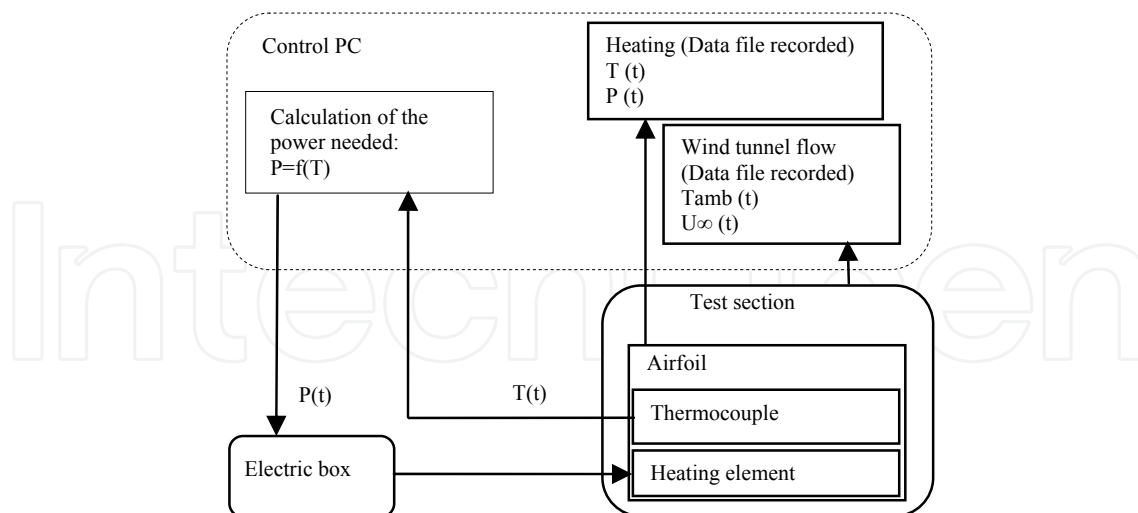 Control PC
Heating (Data file recorded)
T (t)
P (t)
Calculation of the
power needed:
P=f(T)
Wind tunnel flow
(Data file recorded)
Tamb (t)
U∞ (t)
Test section
Airfoil
P(t)
T(t)
Thermocouple
Electric box
Heating element